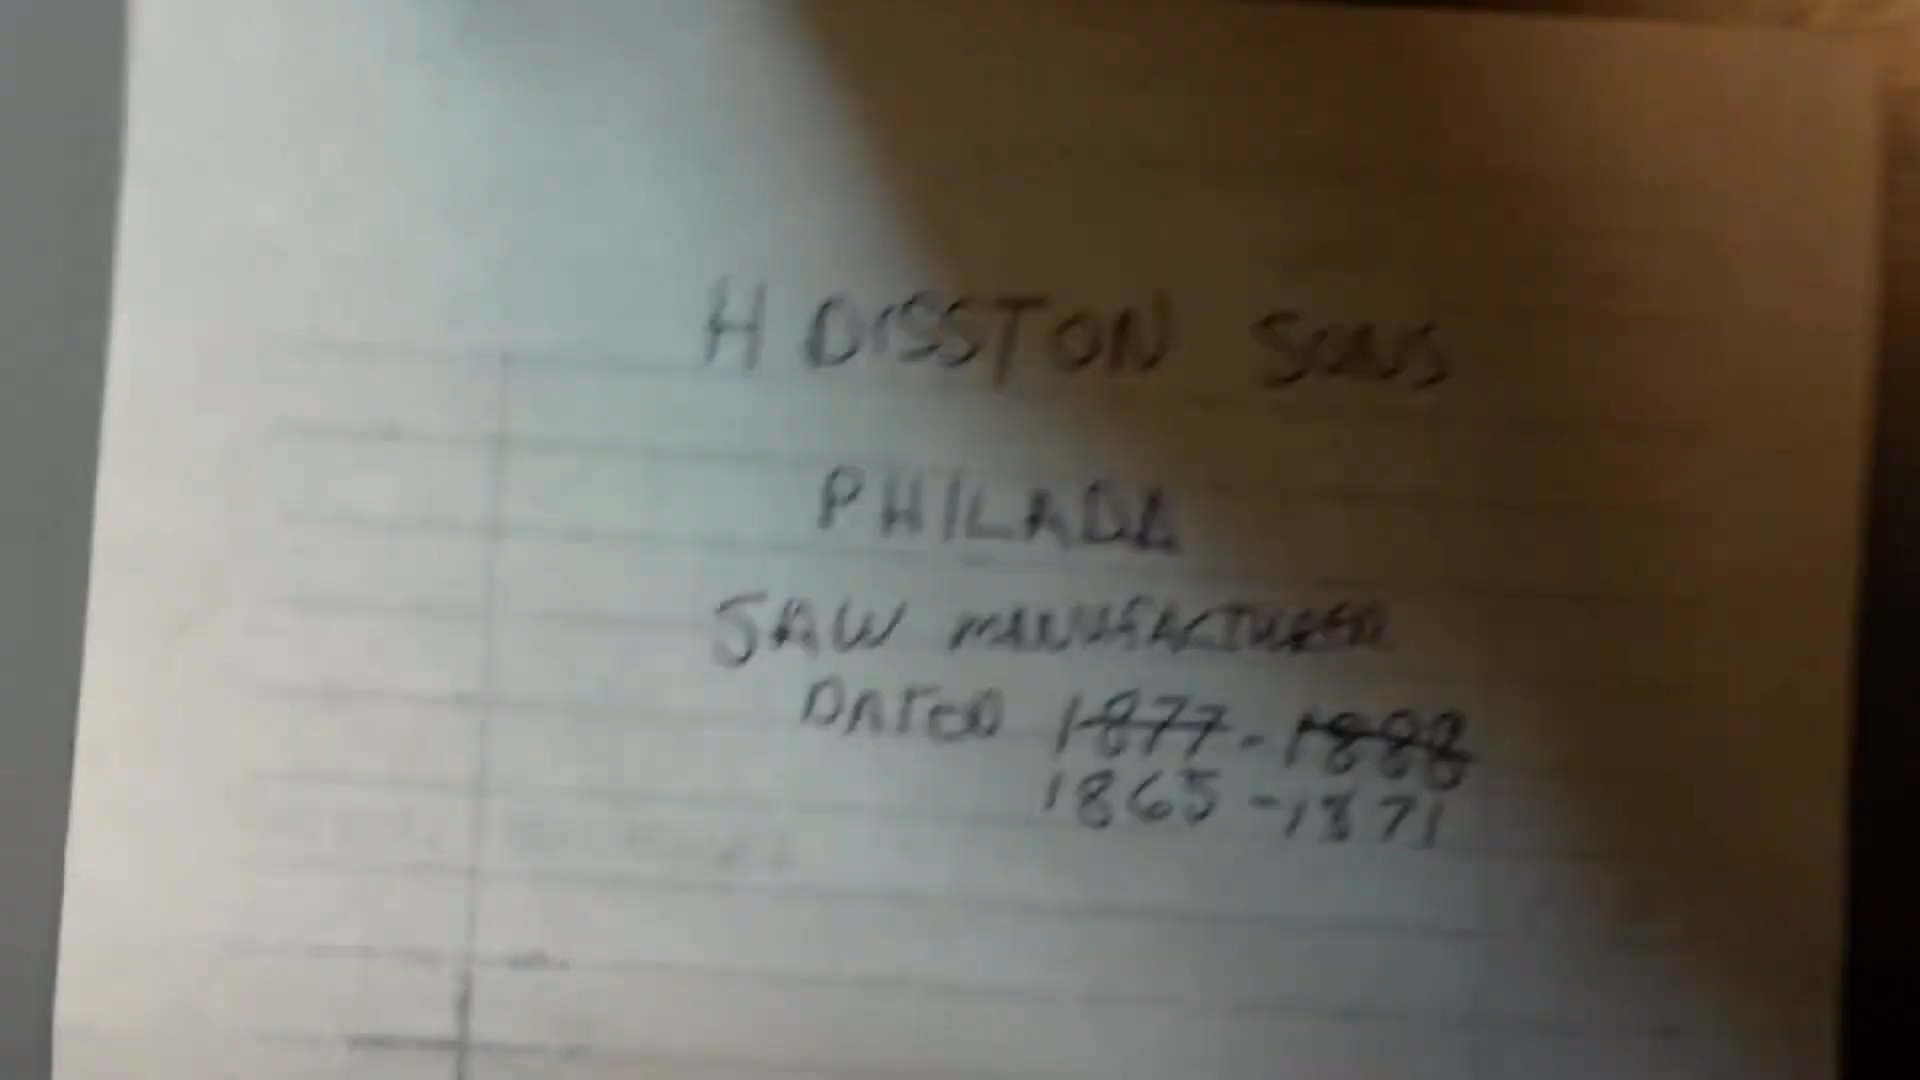 H DISSTON SONS
PHILADA
SAW MANUFACTURER
DATED 1877-1888
1865-1871